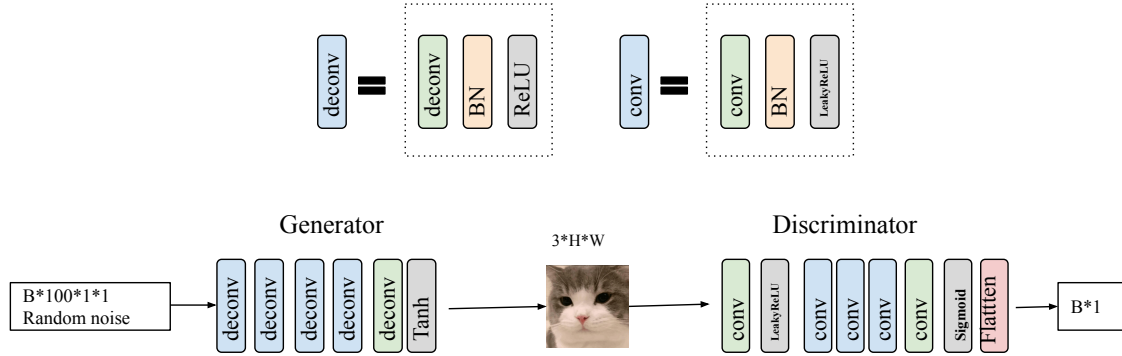 deconv
deconv
BN
ReLU
conv
conv
BN
LeakyReLU
Generator
Discriminator
3*H*W
B*100*1*1
Random noise
deconv
deconv
deconv
deconv
deconv
Tanh
conv
LeakyReLU
conv
conv
conv
conv
Sigmoid
Flattten
B*1